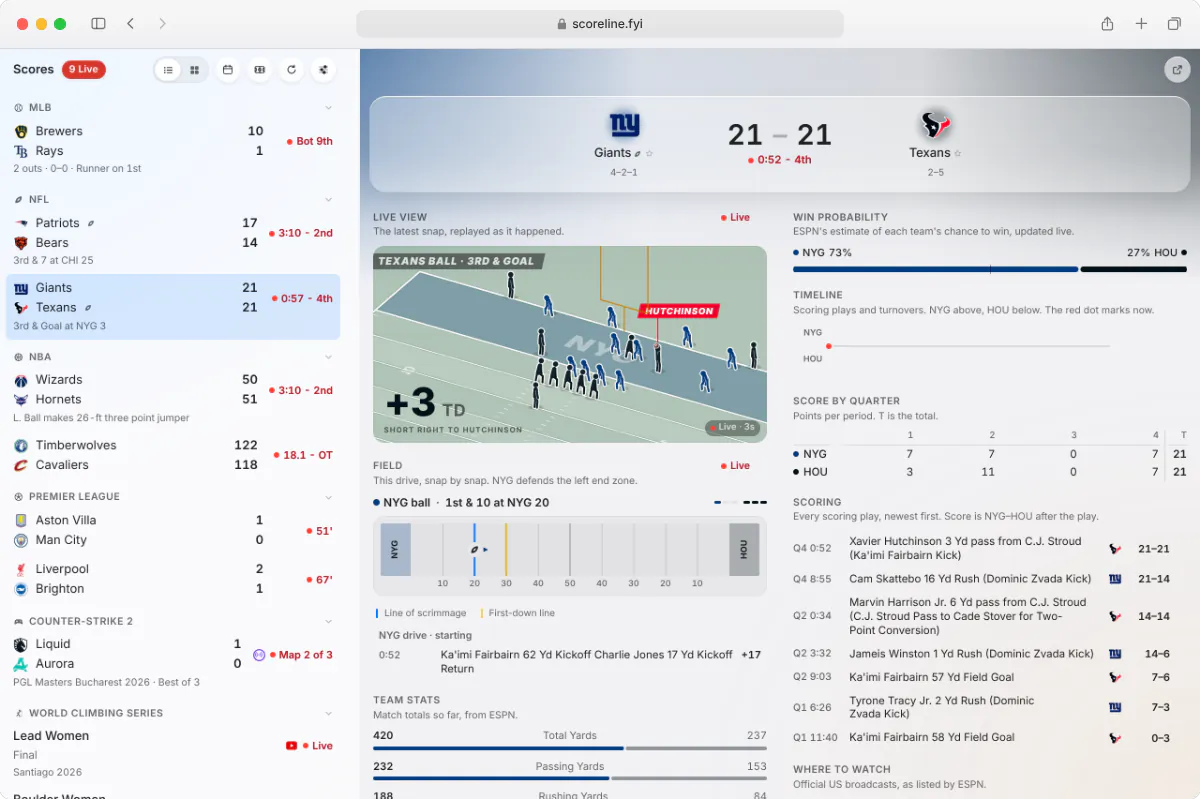 scoreline.fyi
Scores
9 Live
MLB
Brewers 10
Rays 1
Bot 9th
2 outs · 0–0 · Runner on 1st
NFL
Patriots 17
Bears 14
3:10 - 2nd
3rd & 7 at CHI 25
Giants 21
Texans 21
0:57 - 4th
3rd & Goal at NYG 3
NBA
Wizards 50
Hornets 51
3:10 - 2nd
L. Ball makes 26-ft three point jumper
Timberwolves 122
Cavaliers 118
18.1 - OT
PREMIER LEAGUE
Aston Villa 1
Man City 0
51'
Liverpool 2
Brighton 1
67'
COUNTER-STRIKE 2
Liquid 1
Aurora 0
Map 2 of 3
PGL Masters Bucharest 2026 · Best of 3
WORLD CLIMBING SERIES
Lead Women
Final
Live
Santiago 2026
Boulder Women
ny
Giants
4–2–1
21 – 21
0:52 - 4th
Texans
2–5
LIVE VIEW
Live
The latest snap, replayed as it happened.
TEXANS BALL · 3RD & GOAL
HUTCHINSON
NYG
+3 TD
SHORT RIGHT TO HUTCHINSON
Live · 3s
FIELD
Live
This drive, snap by snap. NYG defends the left end zone.
NYG ball · 1st & 10 at NYG 20
NYG
HOU
10 20 30 40 50 40 30 20 10
Line of scrimmage
First-down line
NYG drive · starting
0:52 Ka'imi Fairbairn 62 Yd Kickoff Charlie Jones 17 Yd Kickoff +17
Return
TEAM STATS
Match totals so far, from ESPN.
420 Total Yards 237
232 Passing Yards 153
188 Rushing Yards 84
WIN PROBABILITY
ESPN's estimate of each team's chance to win, updated live.
NYG 73%
27% HOU
TIMELINE
Scoring plays and turnovers. NYG above, HOU below. The red dot marks now.
NYG
HOU
SCORE BY QUARTER
Points per period. T is the total.
1 2 3 4 T
NYG 7 7 0 7 21
HOU 3 11 0 7 21
SCORING
Every scoring play, newest first. Score is NYG–HOU after the play.
Q4 0:52 Xavier Hutchinson 3 Yd pass from C.J. Stroud
(Ka'imi Fairbairn Kick) 21–21
Q4 8:55 Cam Skattebo 16 Yd Rush (Dominic Zvada Kick) 21–14
Q2 0:34 Marvin Harrison Jr. 6 Yd pass from C.J. Stroud
(C.J. Stroud Pass to Cade Stover for Two-
Point Conversion) 14–14
Q2 3:32 Jameis Winston 1 Yd Rush (Dominic Zvada Kick) 14–6
Q2 9:03 Ka'imi Fairbairn 57 Yd Field Goal 7–6
Q1 6:26 Tyrone Tracy Jr. 2 Yd Rush (Dominic
Zvada Kick) 7–3
Q1 11:40 Ka'imi Fairbairn 58 Yd Field Goal 0–3
WHERE TO WATCH
Official US broadcasts, as listed by ESPN.